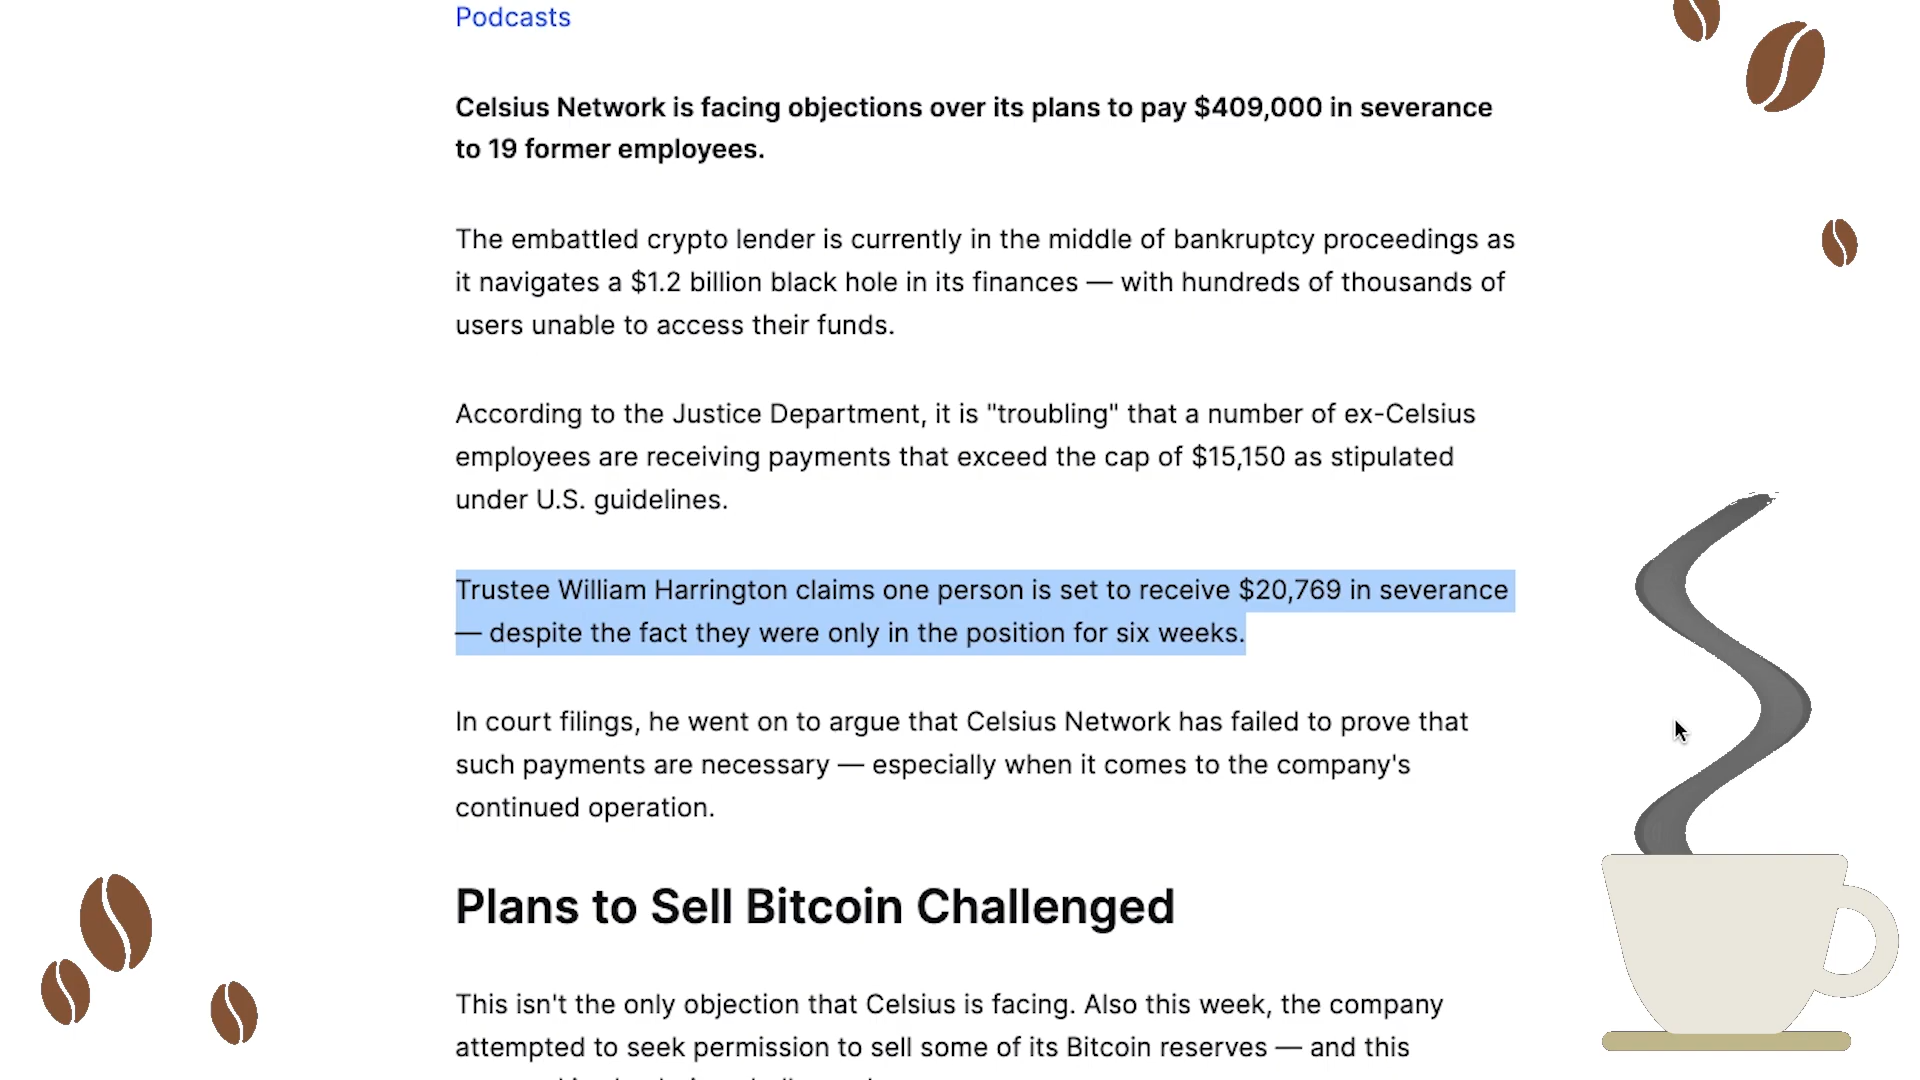 Podcasts
Celsius Network is facing objections over its plans to pay $409,000 in severance
to 19 former employees.
The embattled crypto lender is currently in the middle of bankruptcy proceedings as
it navigates a $1.2 billion black hole in its finances — with hundreds of thousands of
users unable to access their funds.
According to the Justice Department, it is "troubling" that a number of ex-Celsius
employees are receiving payments that exceed the cap of $15,150 as stipulated
under U.S. guidelines.
Trustee William Harrington claims one person is set to receive $20,769 in severance
— despite the fact they were only in the position for six weeks.
In court filings, he went on to argue that Celsius Network has failed to prove that
such payments are necessary — especially when it comes to the company's
continued operation.
Plans to Sell Bitcoin Challenged
This isn't the only objection that Celsius is facing. Also this week, the company
attempted to seek permission to sell some of its Bitcoin reserves — and this